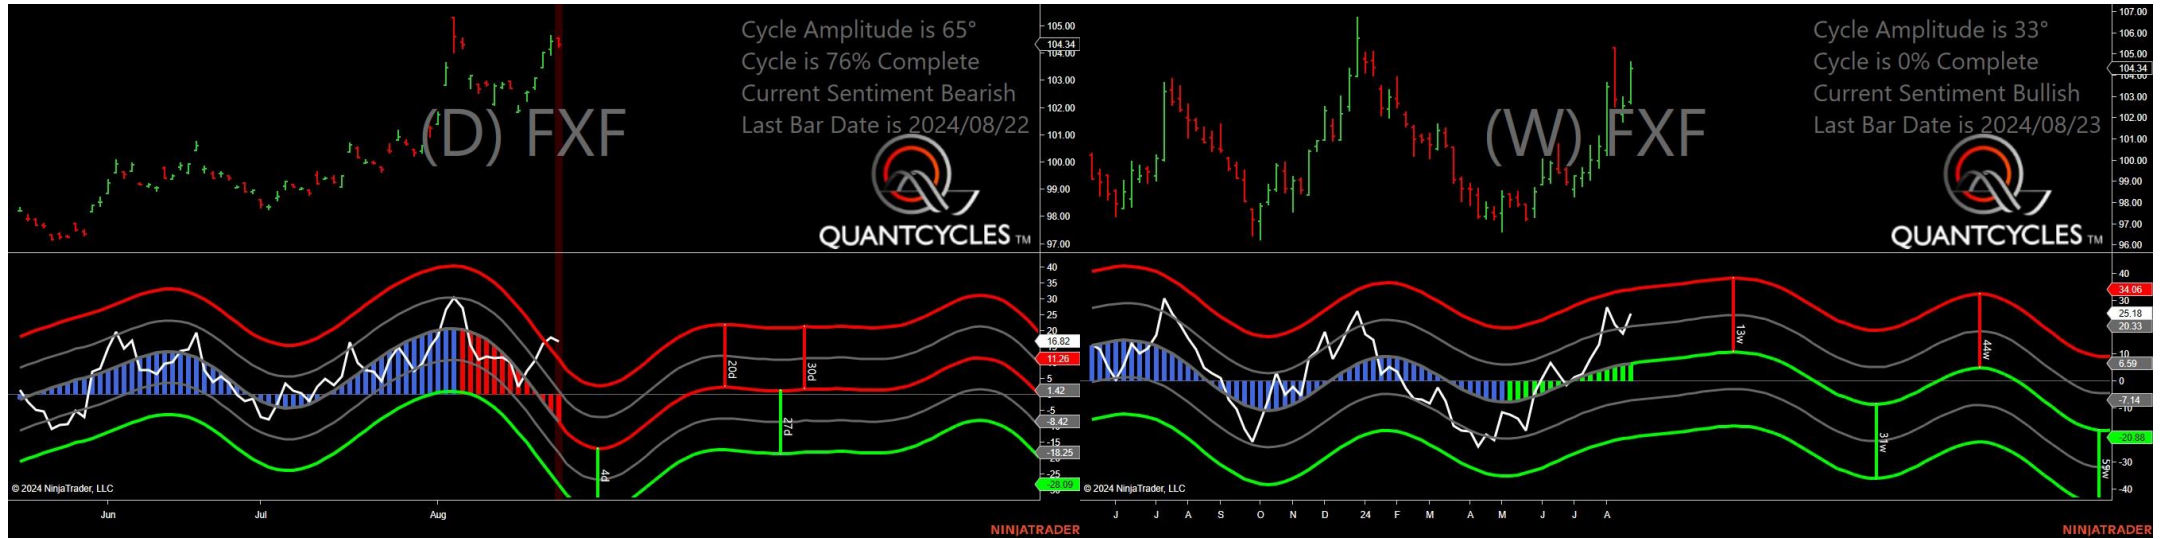 Cycle Amplitude is 65°
Cycle is 76% Complete
Current Sentiment Bearish
Last Bar Date is 2024/08/22
(D) FXF
QUANTCYCLES TM
105.00
104.34
104.00
103.00
102.00
101.00
100.00
99.00
98.00
97.00
40
35
30
25
20
16.82
11.26
5
1.42
-5
-8.42
-15
-18.25
-25
-28.09
20d
30d
27d
4d
© 2024 NinjaTrader, LLC
Jun Jul Aug
NINJATRADER
Cycle Amplitude is 33°
Cycle is 0% Complete
Current Sentiment Bullish
Last Bar Date is 2024/08/23
(W) FXF
QUANTCYCLES TM
107.00
106.00
105.00
104.34
104.00
103.00
102.00
101.00
100.00
99.00
98.00
97.00
96.00
40
34.06
30
25.18
20.33
10
6.59
0
-7.14
-10
-20.88
-30
-40
13w
44w
31w
59w
© 2024 NinjaTrader, LLC
J J A S O N D 24 F M A M J J A
NINJATRADER